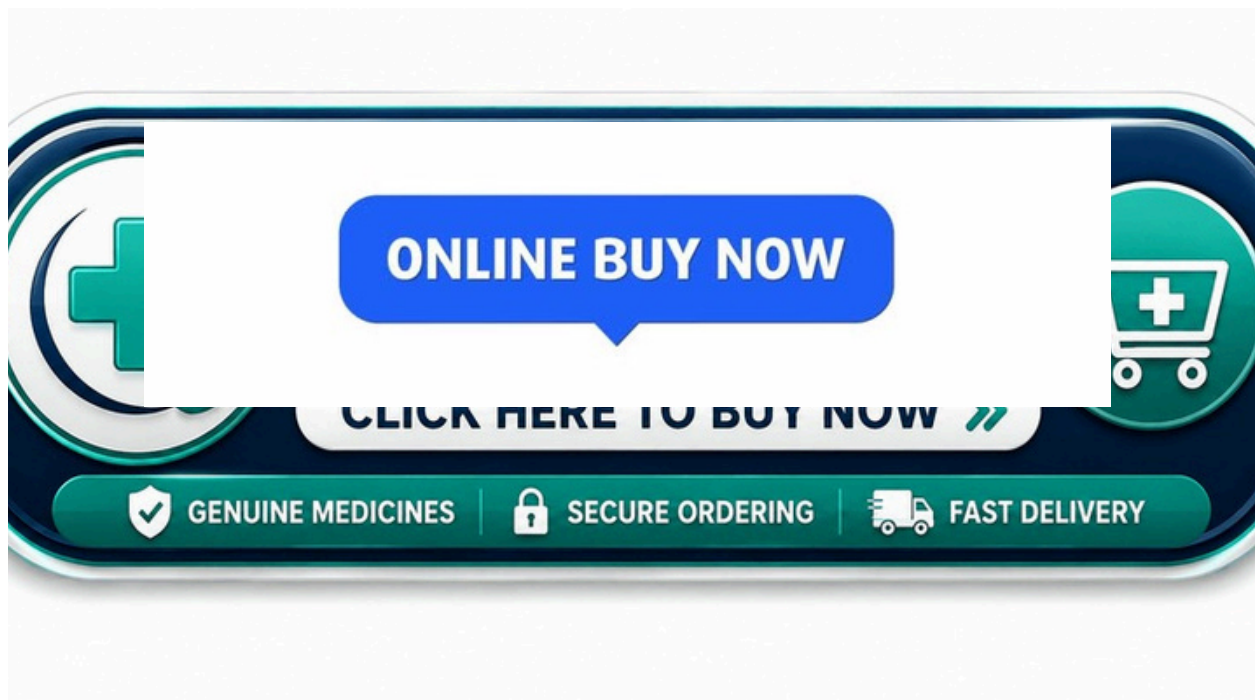 ONLINE BUY NOW
CLICK HERE TO BUY NOW
GENUINE MEDICINES
SECURE ORDERING
FAST DELIVERY